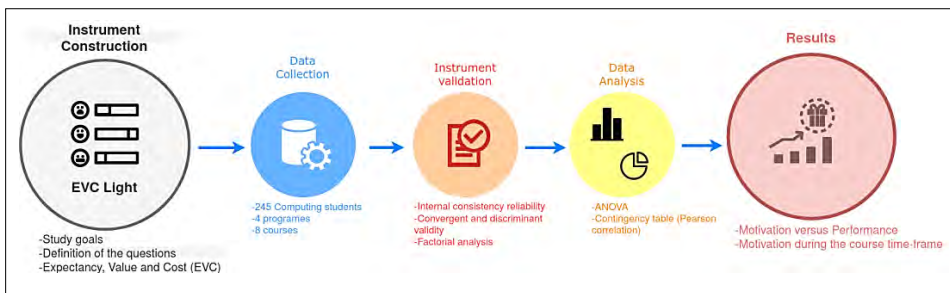 Instrument
Construction
EVC Light
-Study goals
-Definition of the questions
-Expectancy, Value and Cost (EVC)
Data
Collection
-245 Computing students
-4 programes
-8 courses
Instrument
validation
-Internal consistency reliability
-Convergent and discriminant
validity
-Factorial analysis
Data
Analysis
-ANOVA
-Contingency table (Pearson
correlation)
Results
-Motivation versus Performance
-Motivation during the course time-frame